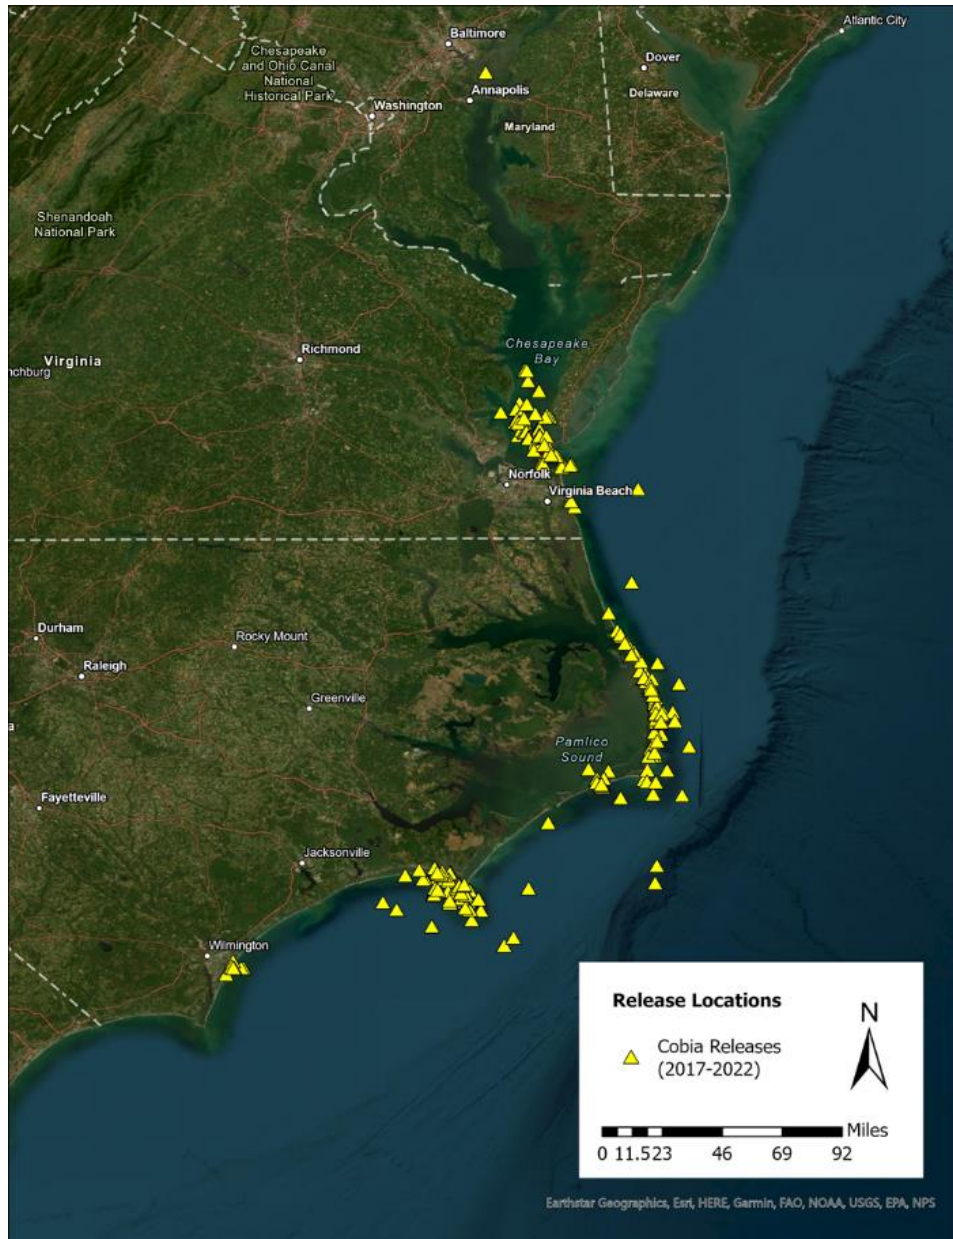 Atlantic City
Baltimore
Chesapeake
and Ohio Canal
National
Historical Park
Dover
Delaware
Annapolis
Washington
Maryland
Shenandoah
National Park
Chesapeake
Bay
Richmond
Virginia
nchburg
Norfolk
Virginia Beach
Durham
Rocky Mount
Raleigh
Greenville
a
Pamlico
Sound
Fayetteville
Jacksonville
Wilmington
Release Locations
N
Cobia Releases
(2017-2022)
Miles
0 11.523 46 69 92
Earthstar Geographics, Esri, HERE, Garmin, FAO, NOAA, USGS, EPA, NPS